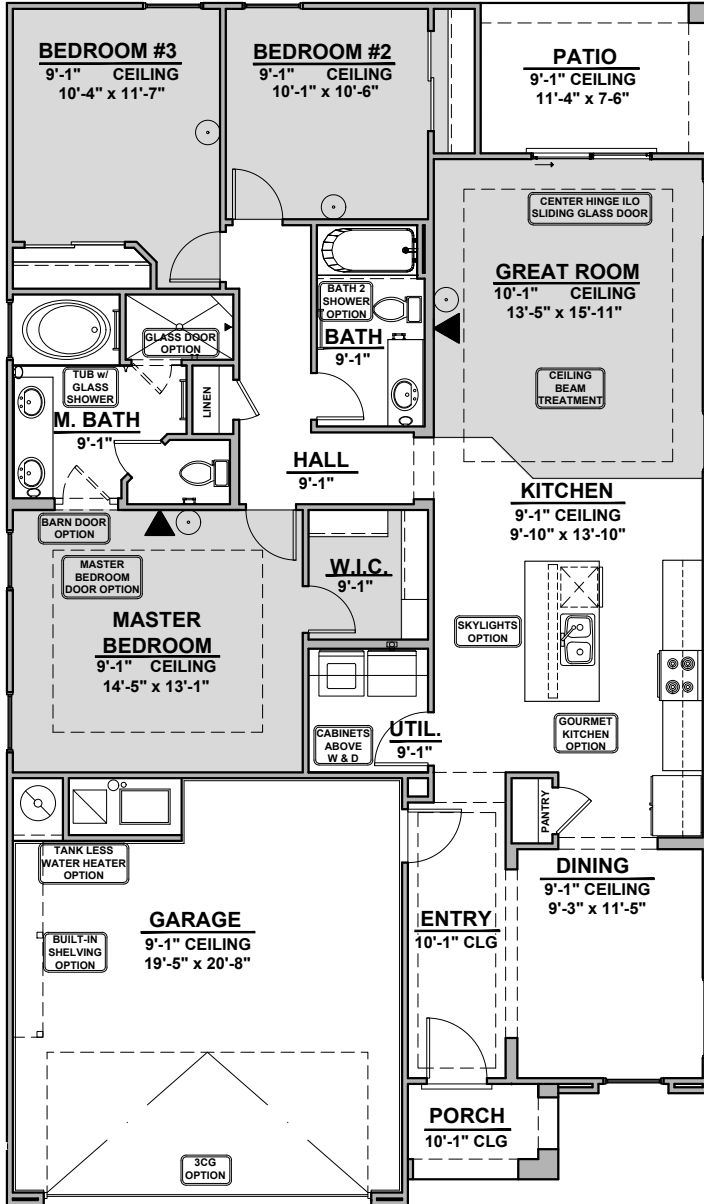 BEDROOM #3
9'-1" CEILING
10'-4" x 11'-7"
BEDROOM #2
9'-1" CEILING
10'-1" x 10'-6"
PATIO
9'-1" CEILING
11'-4" x 7'-6"
CENTER HINGE ILO
SLIDING GLASS DOOR
GREAT ROOM
10'-1" CEILING
13'-5" x 15'-11"
CEILING
BEAM
TREATMENT
BATH 2
SHOWER
OPTION
BATH
9'-1"
GLASS DOOR
OPTION
TUB w/
GLASS
SHOWER
LINEN
M. BATH
9'-1"
HALL
9'-1"
KITCHEN
9'-1" CEILING
9'-10" x 13'-10"
BARN DOOR
OPTION
MASTER
BEDROOM
DOOR OPTION
W.I.C.
9'-1"
MASTER
BEDROOM
9'-1" CEILING
14'-5" x 13'-1"
SKYLIGHTS
OPTION
CABINETS
ABOVE
W & D
UTIL.
9'-1"
GOURMET
KITCHEN
OPTION
PANTRY
TANK LESS
WATER HEATER
OPTION
DINING
9'-1" CEILING
9'-3" x 11'-5"
GARAGE
9'-1" CEILING
19'-5" x 20'-8"
BUILT-IN
SHELVING
OPTION
ENTRY
10'-1" CLG
PORCH
10'-1" CLG
3CG
OPTION